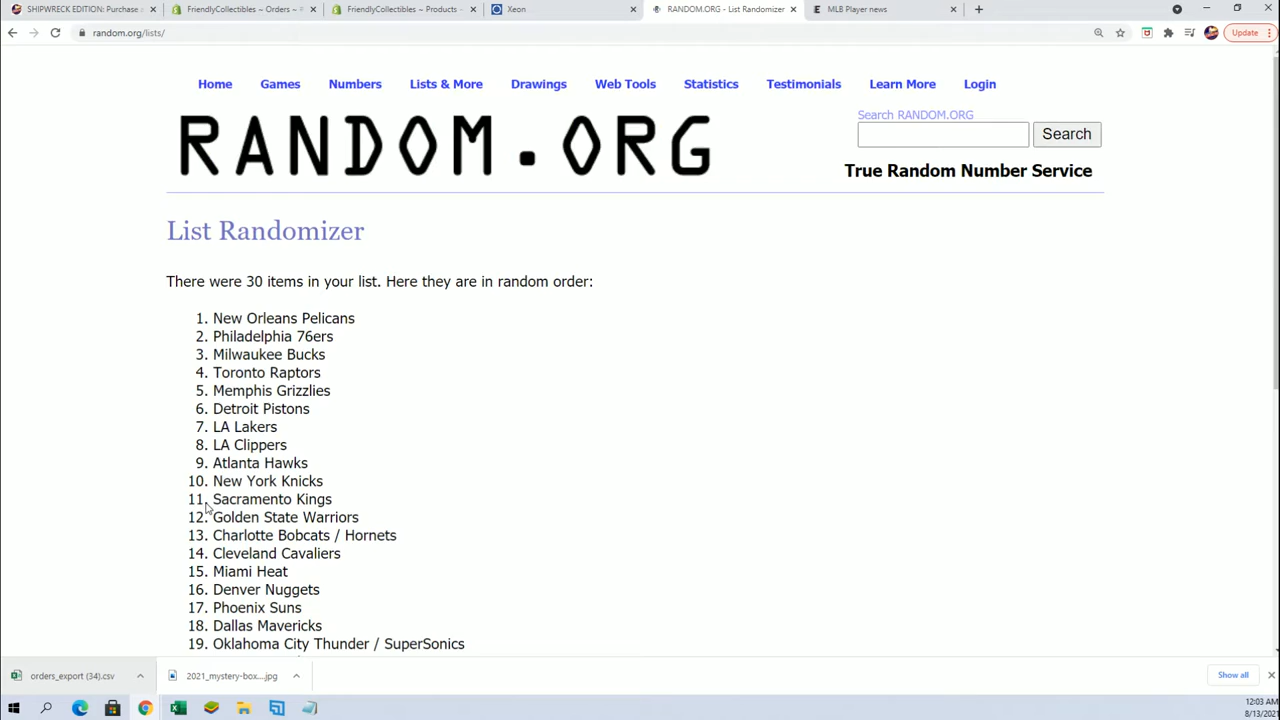 SHIPWRECK EDITION: Purchase
FriendlyCollectibles ~ Orders ~
FriendlyCollectibles ~ Products ~
Xeon
RANDOM.ORG - List Randomizer
MLB Player news
random.org/lists/
Update
Home Games Numbers Lists & More Drawings Web Tools Statistics Testimonials Learn More Login
RANDOM.ORG
Search RANDOM.ORG
Search
True Random Number Service
List Randomizer
There were 30 items in your list. Here they are in random order:
1. New Orleans Pelicans
2. Philadelphia 76ers
3. Milwaukee Bucks
4. Toronto Raptors
5. Memphis Grizzlies
6. Detroit Pistons
7. LA Lakers
8. LA Clippers
9. Atlanta Hawks
10. New York Knicks
11. Sacramento Kings
12. Golden State Warriors
13. Charlotte Bobcats / Hornets
14. Cleveland Cavaliers
15. Miami Heat
16. Denver Nuggets
17. Phoenix Suns
18. Dallas Mavericks
19. Oklahoma City Thunder / SuperSonics
orders_export (34).csv
2021_mystery-box....jpg
Show all
12:03 AM
8/13/2021